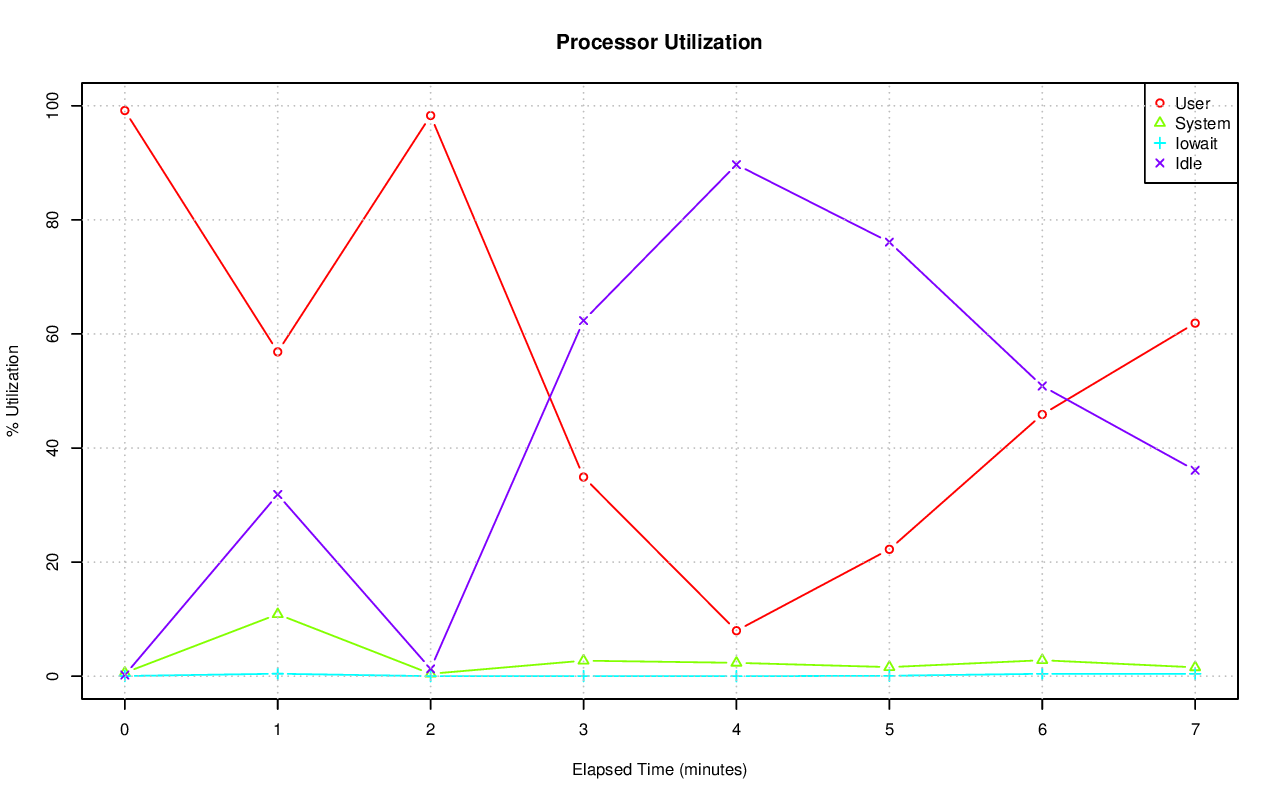 Processor Utilization
User
System
Iowait
Idle
% Utilization
100
80
60
40
20
0
0 1 2 3 4 5 6 7
Elapsed Time (minutes)